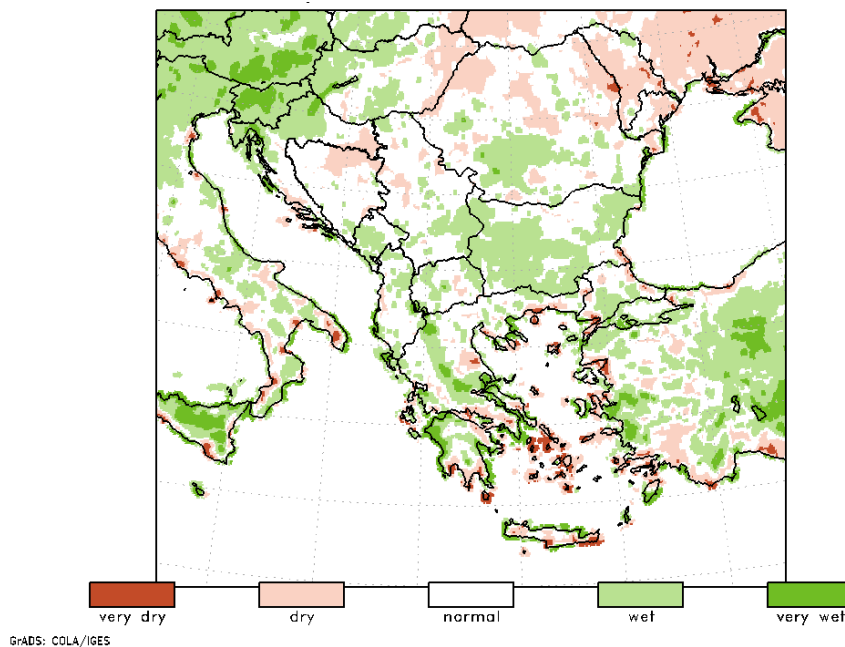 very dry
dry
normal
wet
very wet
GrADS: COLA/IGES